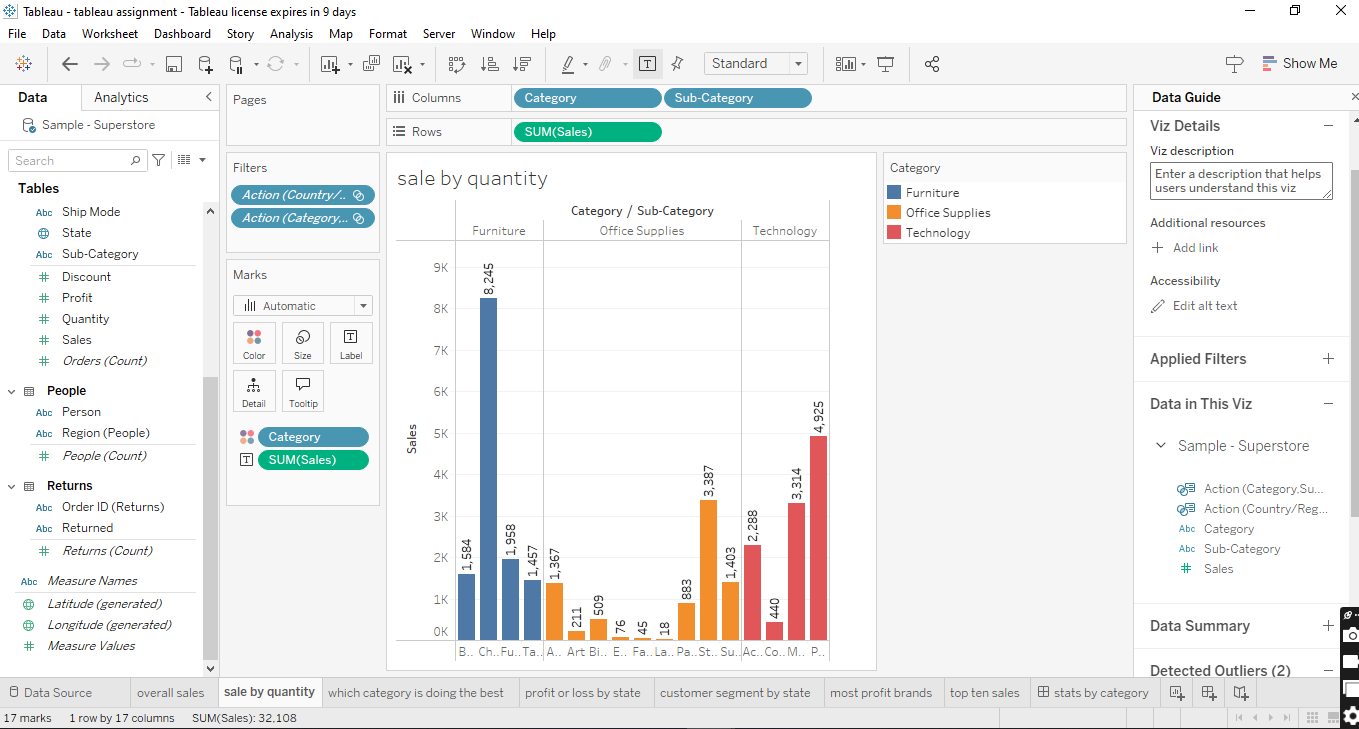 Tableau - tableau assignment - Tableau license expires in 9 days
File Data Worksheet Dashboard Story Analysis Map Format Server Window Help
Standard
Show Me
Data Analytics
Sample - Superstore
Search
Tables
Abc Ship Mode
State
Abc Sub-Category
Discount
Profit
Quantity
Sales
Orders (Count)
People
Abc Person
Abc Region (People)
People (Count)
Returns
Abc Order ID (Returns)
Abc Returned
Returns (Count)
Abc Measure Names
Latitude (generated)
Longitude (generated)
Measure Values
Pages
Filters
Action (Country/..
Action (Category,..
Marks
Automatic
Color Size Label
Detail Tooltip
Category
SUM(Sales)
Columns Category Sub-Category
Rows SUM(Sales)
sale by quantity
Category / Sub-Category
Furniture Office Supplies Technology
Sales
9K
8K
7K
6K
5K
4K
3K
2K
1K
0K
1,584
8,245
1,958
1,457
1,367
211
509
76
45
18
883
3,387
1,403
2,288
440
3,314
4,925
B.. Ch.. Fu.. Ta.. A.. Art Bi.. E.. Fa.. La.. Pa.. St.. Su.. Ac.. Co.. M.. P..
Category
Furniture
Office Supplies
Technology
Data Guide
Viz Details
Viz description
Enter a description that helps
users understand this viz
Additional resources
Add link
Accessibility
Edit alt text
Applied Filters
Data in This Viz
Sample - Superstore
Action (Category,Su...
Action (Country/Reg...
Abc Category
Abc Sub-Category
Sales
Data Summary
Detected Outliers (2)
Data Source overall sales sale by quantity which category is doing the best profit or loss by state customer segment by state most profit brands top ten sales stats by category
17 marks 1 row by 17 columns SUM(Sales): 32,108